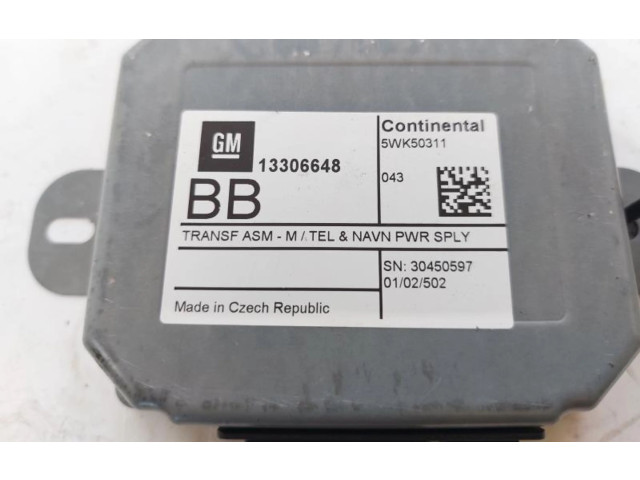 GM
13306648
BB
Continental
5WK50311
043
TRANSF ASM - M / TEL & NAVN PWR SPLY
SN: 30450597
01/02/502
Made in Czech Republic